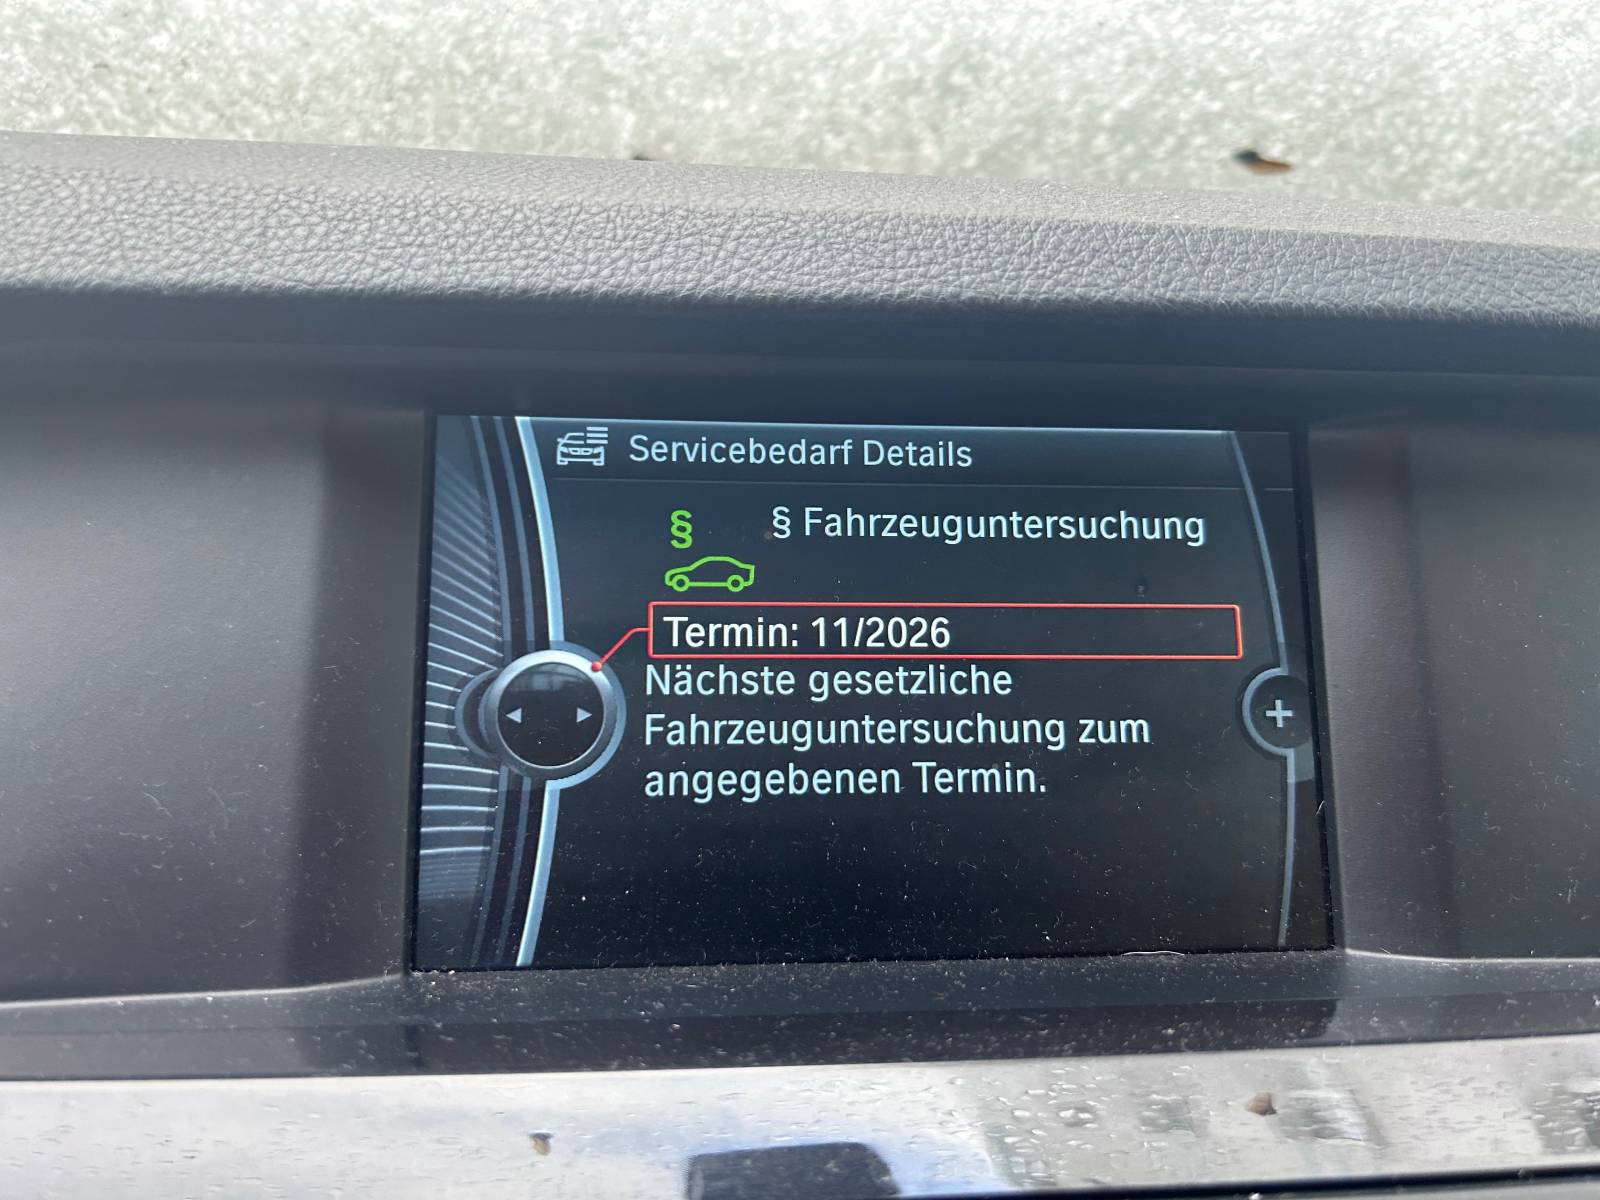 Servicebedarf Details
§
§ Fahrzeuguntersuchung
Termin: 11/2026
Nächste gesetzliche
Fahrzeuguntersuchung zum
angegebenen Termin.